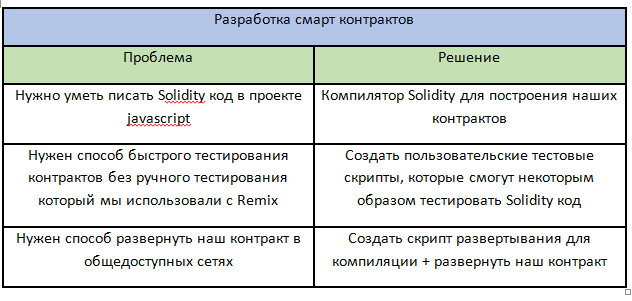 Разработка смарт контрактов
Проблема
Решение
Нужно уметь писать Solidity код в проекте
javascript
Компилятор Solidity для построения наших
контрактов
Нужен способ быстрого тестирования
контрактов без ручного тестирования
который мы использовали с Remix
Создать пользовательские тестовые
скрипты, которые смогут некоторым
образом тестировать Solidity код
Нужен способ развернуть наш контракт в
общедоступных сетях
Создать скрипт развертывания для
компиляции + развернуть наш контракт